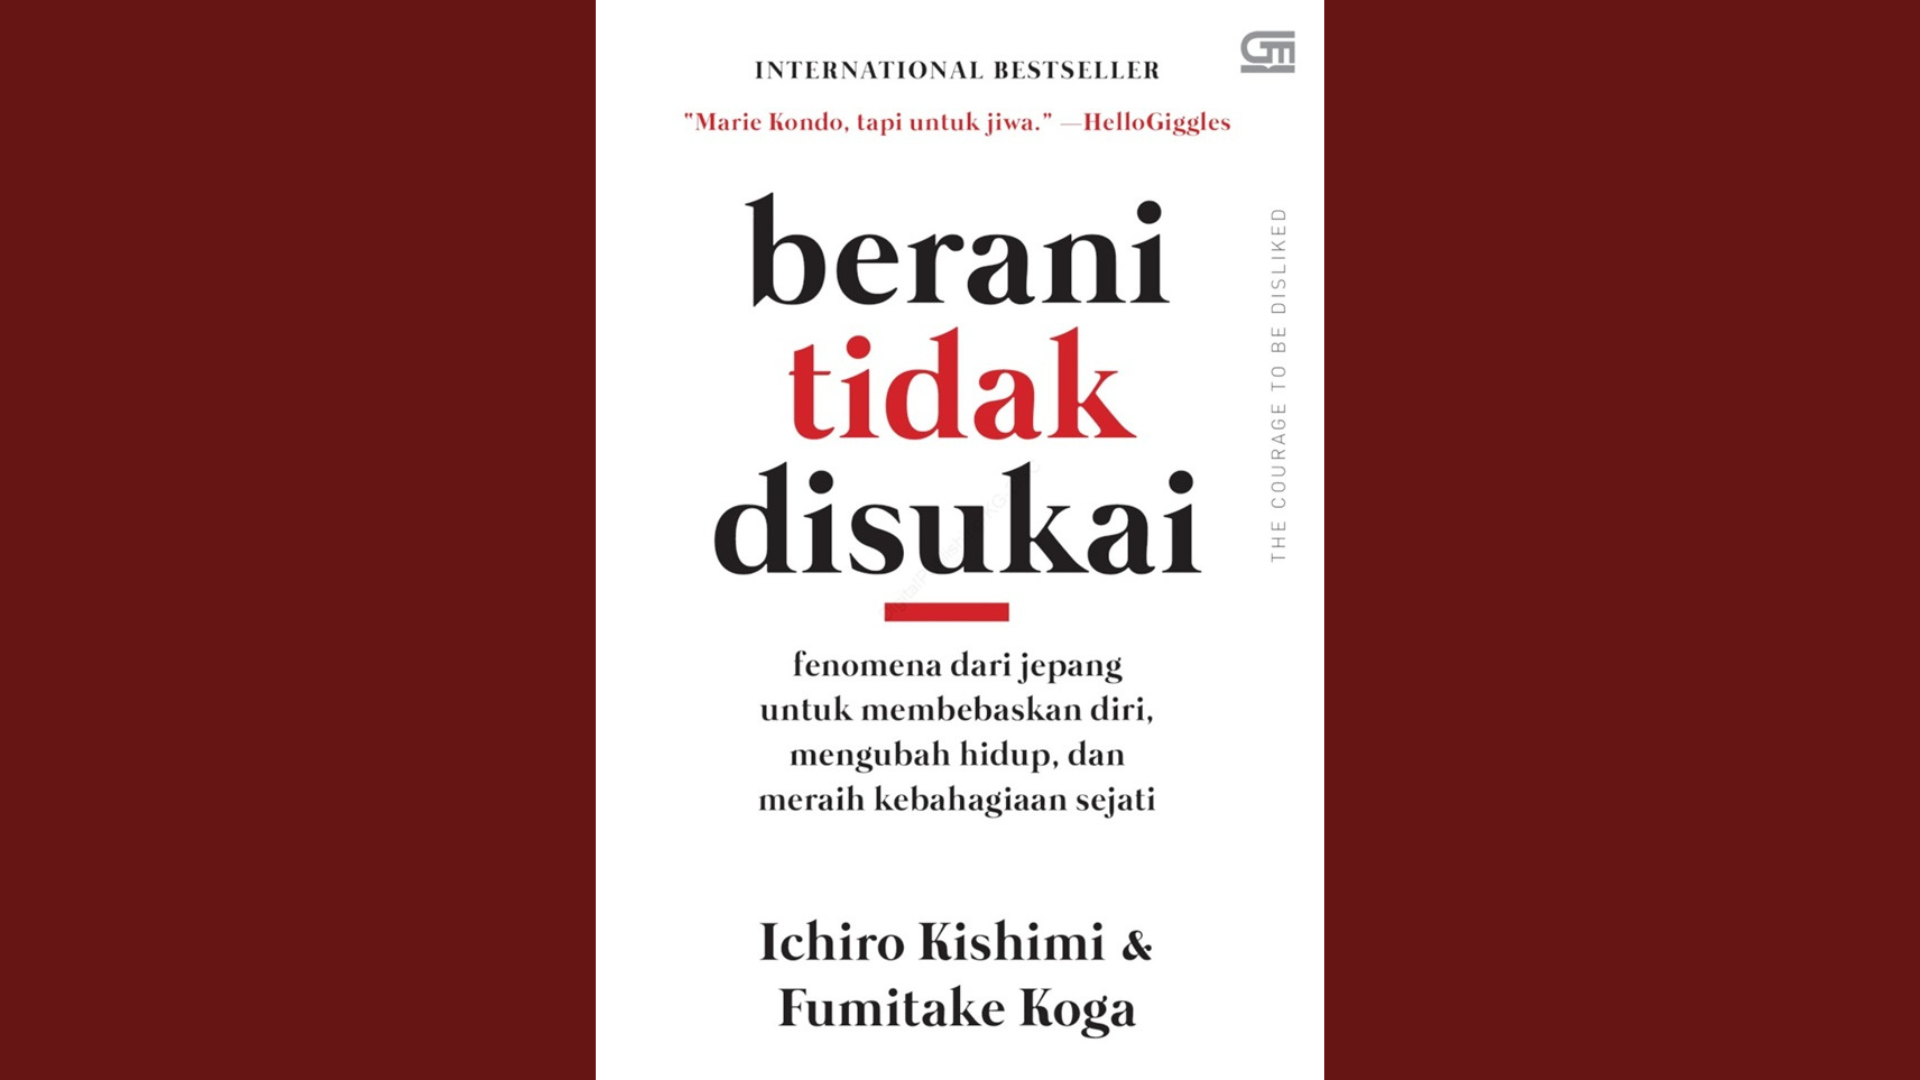 GM
INTERNATIONAL BESTSELLER
"Marie Kondo, tapi untuk jiwa." —HelloGiggles
berani
tidak
disukai
THE COURAGE TO BE DISLIKED
fenomena dari jepang
untuk membebaskan diri,
mengubah hidup, dan
meraih kebahagiaan sejati
Ichiro Kishimi &
Fumitake Koga